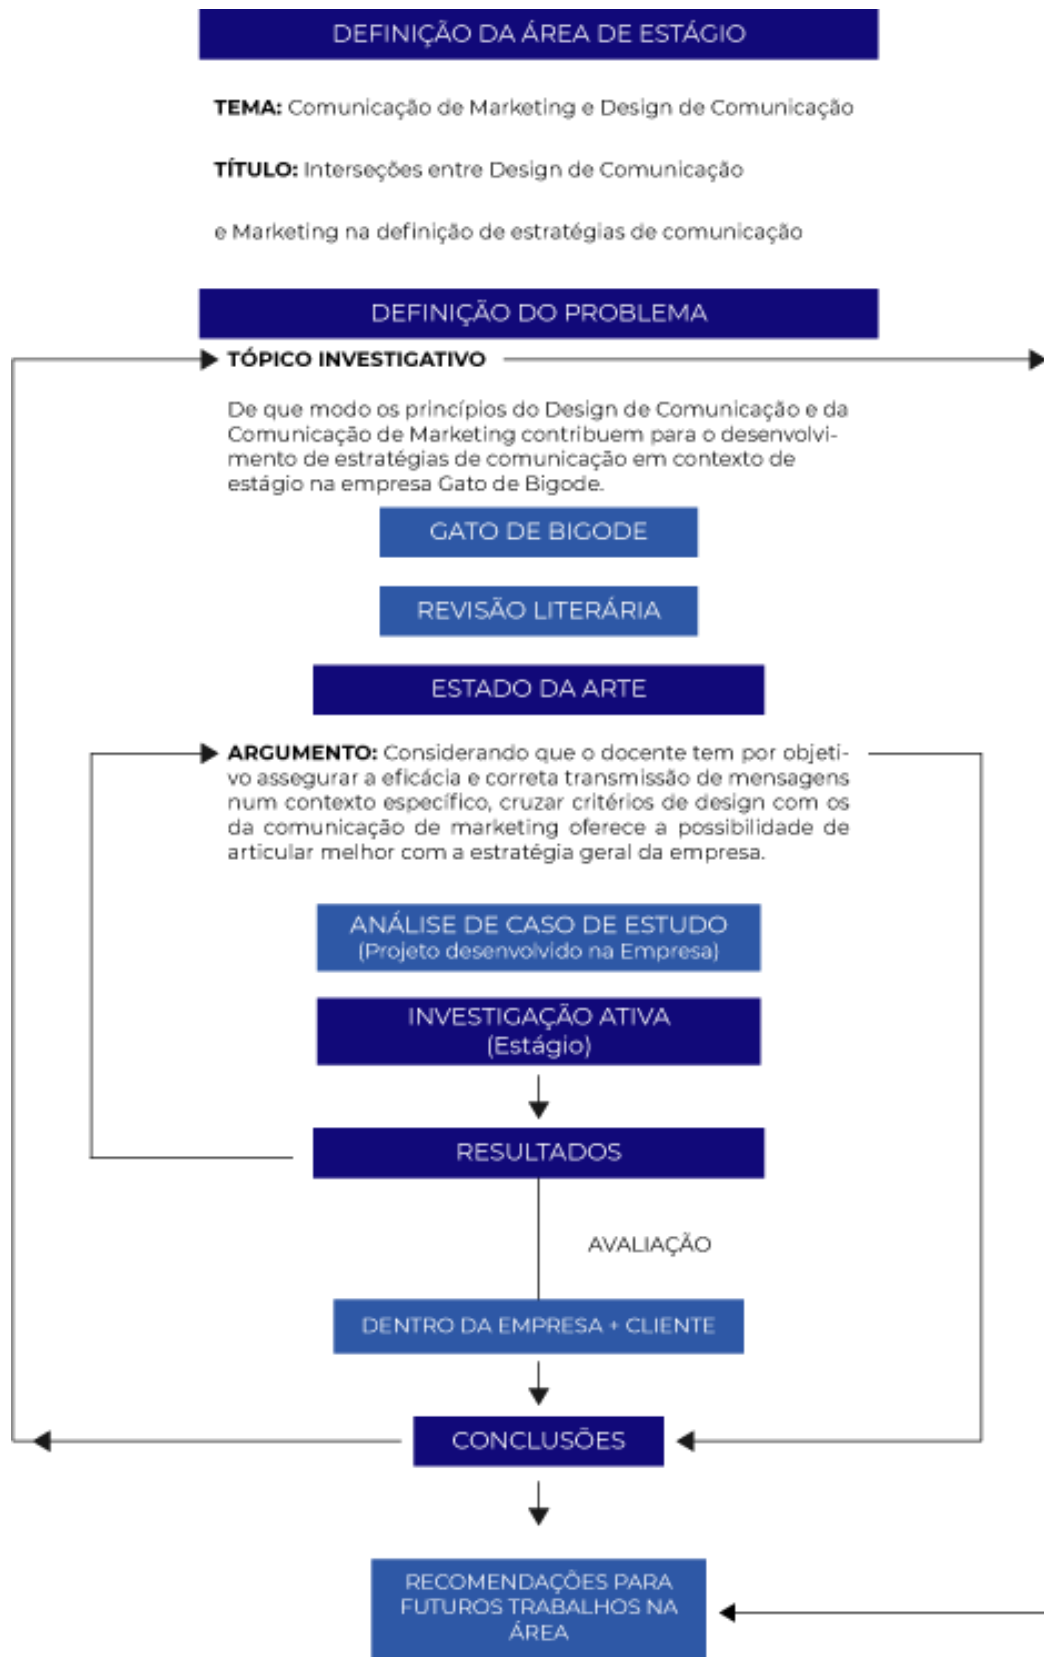 DEFINIÇÃO DA ÁREA DE ESTÁGIO
TEMA: Comunicação de Marketing e Design de Comunicação
TÍTULO: Interseções entre Design de Comunicação
e Marketing na definição de estratégias de comunicação
DEFINIÇÃO DO PROBLEMA
TÓPICO INVESTIGATIVO
De que modo os princípios do Design de Comunicação e da
Comunicação de Marketing contribuem para o desenvolvi-
mento de estratégias de comunicação em contexto de
estágio na empresa Gato de Bigode.
GATO DE BIGODE
REVISÃO LITERÁRIA
ESTADO DA ARTE
ARGUMENTO: Considerando que o docente tem por objeti-
vo assegurar a eficácia e correta transmissão de mensagens
num contexto específico, cruzar critérios de design com os
da comunicação de marketing oferece a possibilidade de
articular melhor com a estratégia geral da empresa.
ANÁLISE DE CASO DE ESTUDO
(Projeto desenvolvido na Empresa)
INVESTIGAÇÃO ATIVA
(Estágio)
RESULTADOS
AVALIAÇÃO
DENTRO DA EMPRESA + CLIENTE
CONCLUSÕES
RECOMENDAÇÕES PARA
FUTUROS TRABALHOS NA
ÁREA